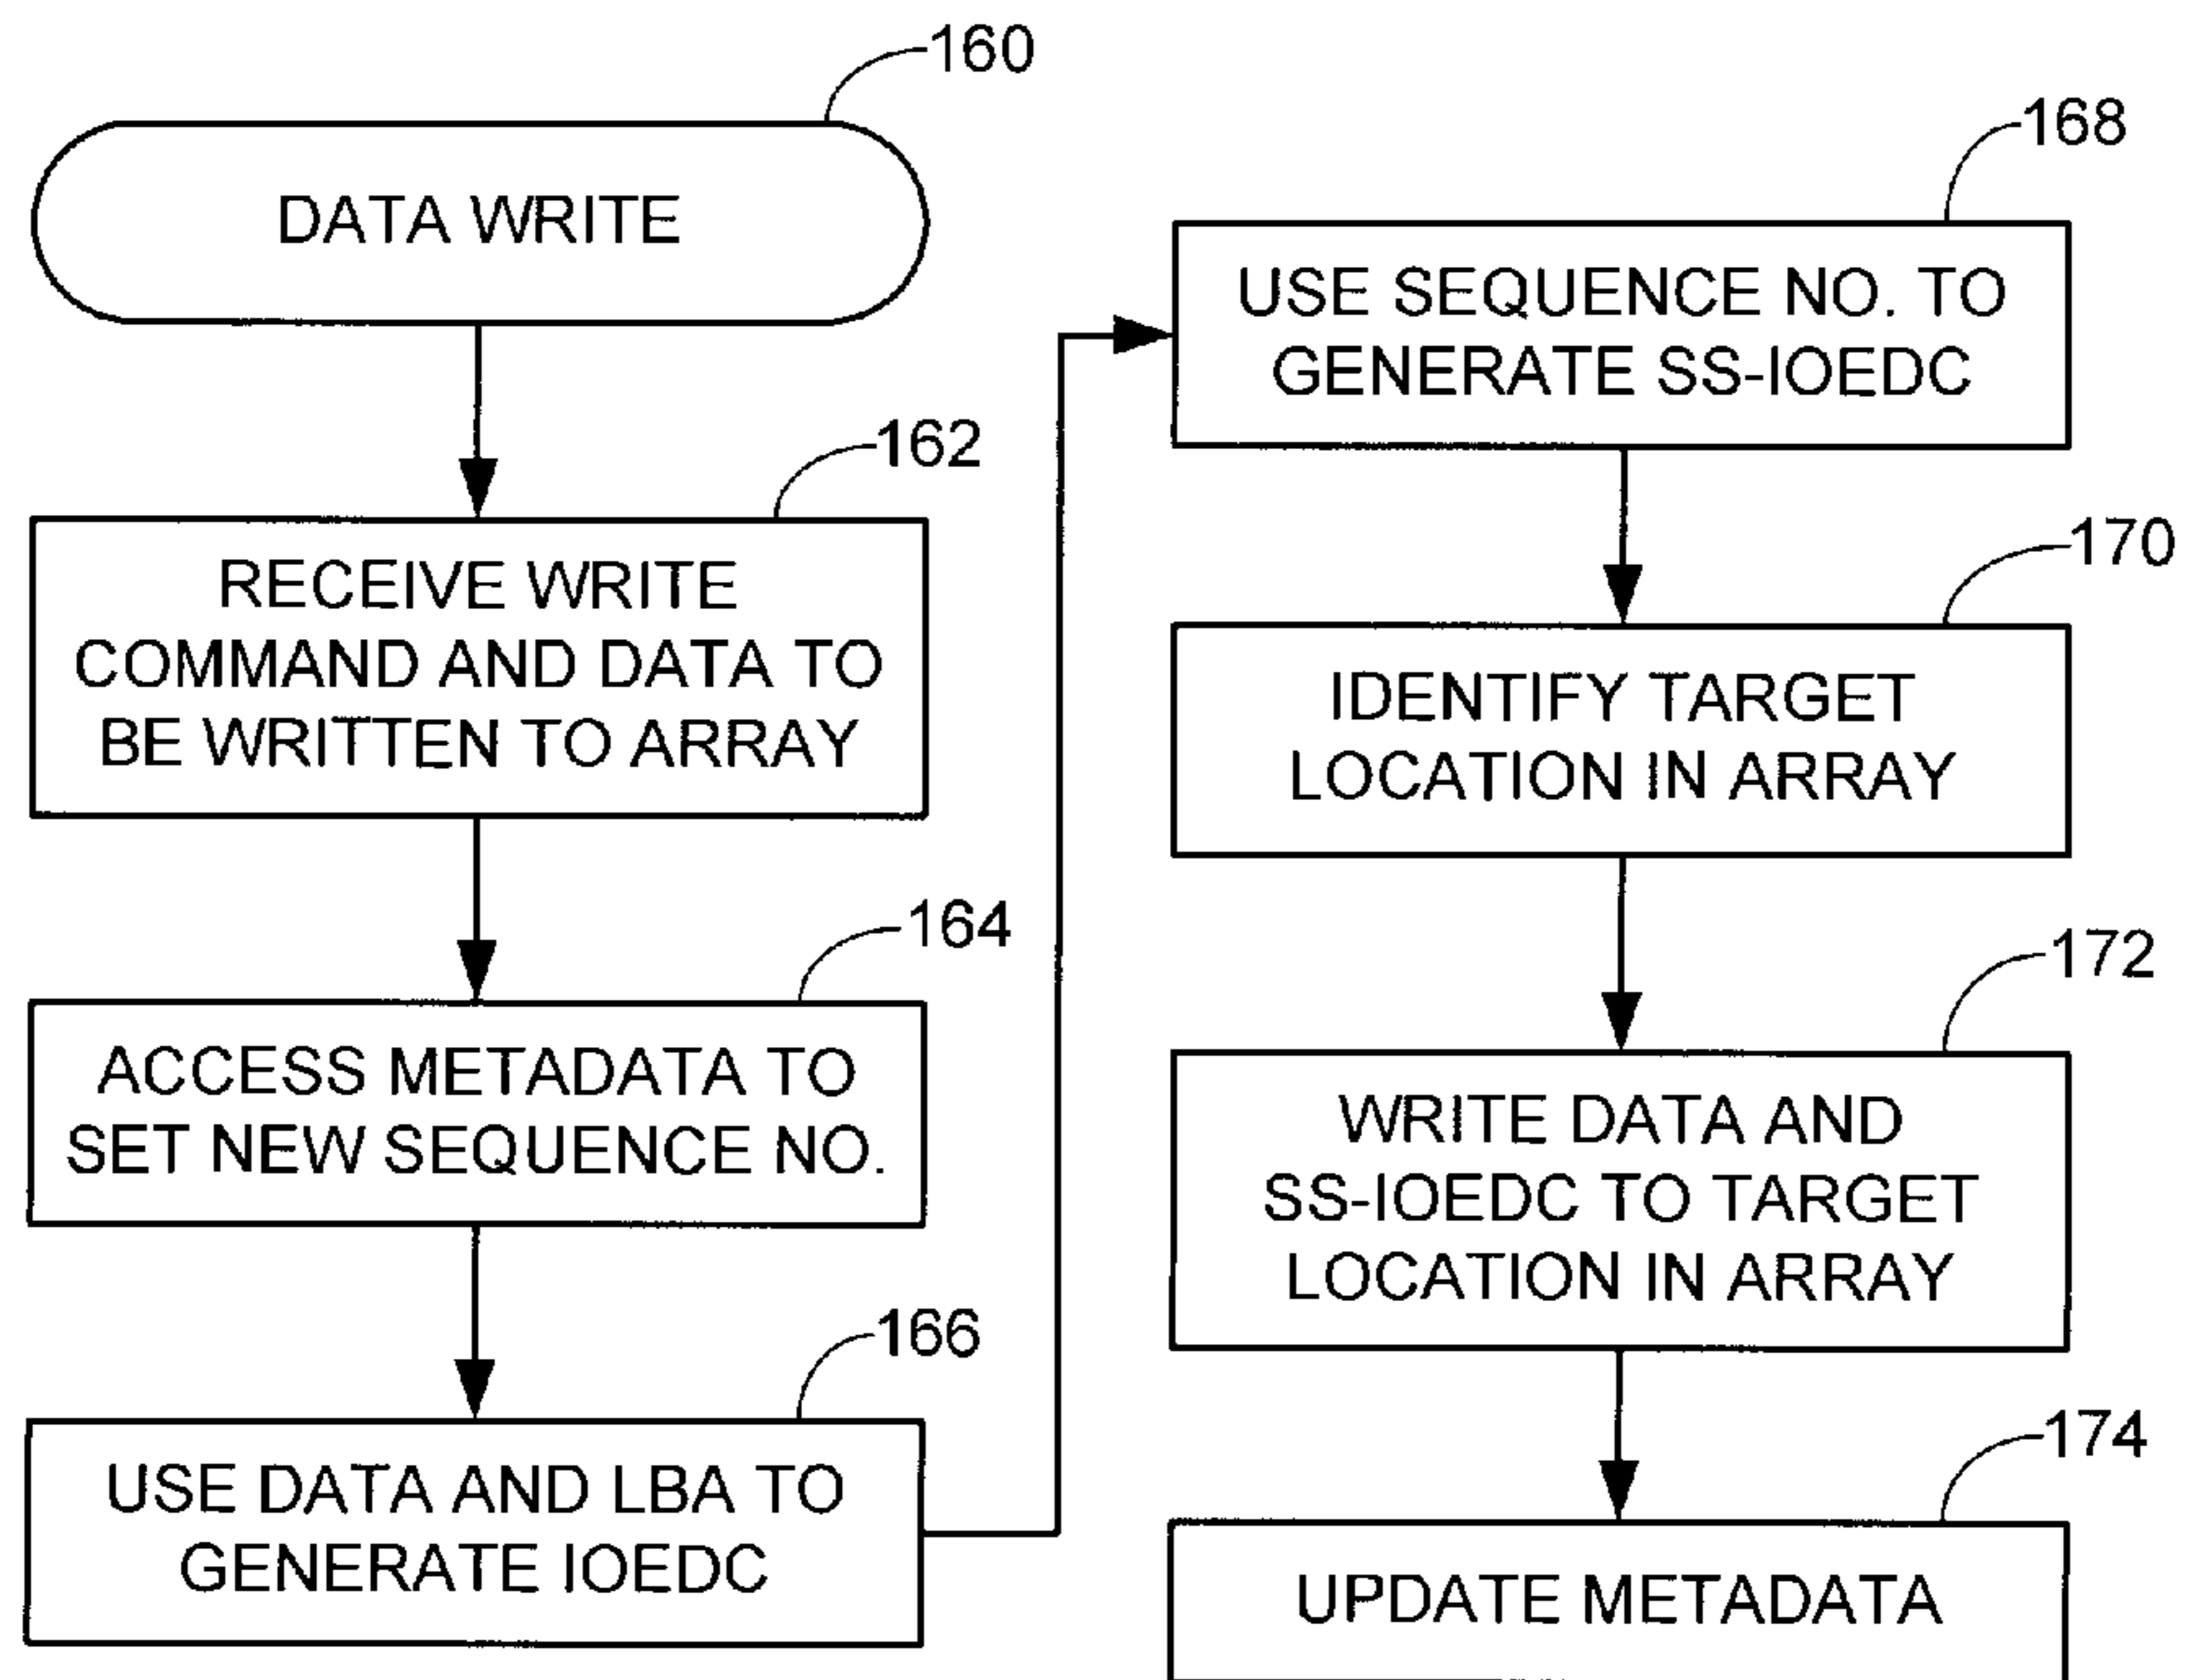 160
DATA WRITE
162
RECEIVE WRITE
COMMAND AND DATA TO
BE WRITTEN TO ARRAY
164
ACCESS METADATA TO
SET NEW SEQUENCE NO.
166
USE DATA AND LBA TO
GENERATE IOEDC
168
USE SEQUENCE NO. TO
GENERATE SS-IOEDC
170
IDENTIFY TARGET
LOCATION IN ARRAY
172
WRITE DATA AND
SS-IOEDC TO TARGET
LOCATION IN ARRAY
174
UPDATE METADATA